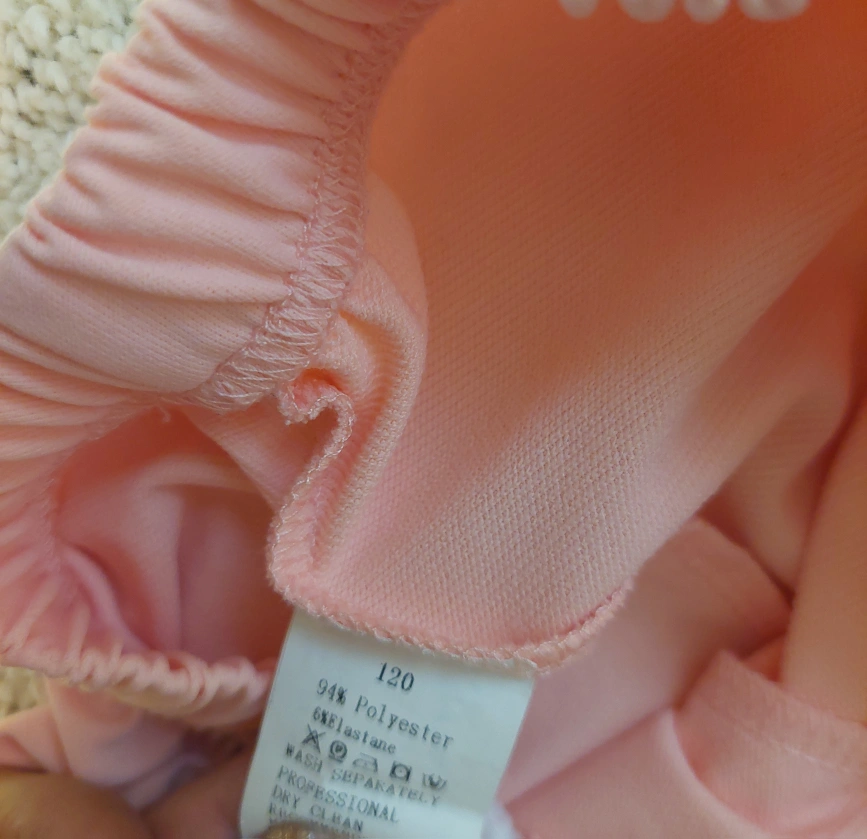 120
94% Polyester
6%Elastane
WASH SEPARATELY
PROFESSIONAL
DRY CLEAN